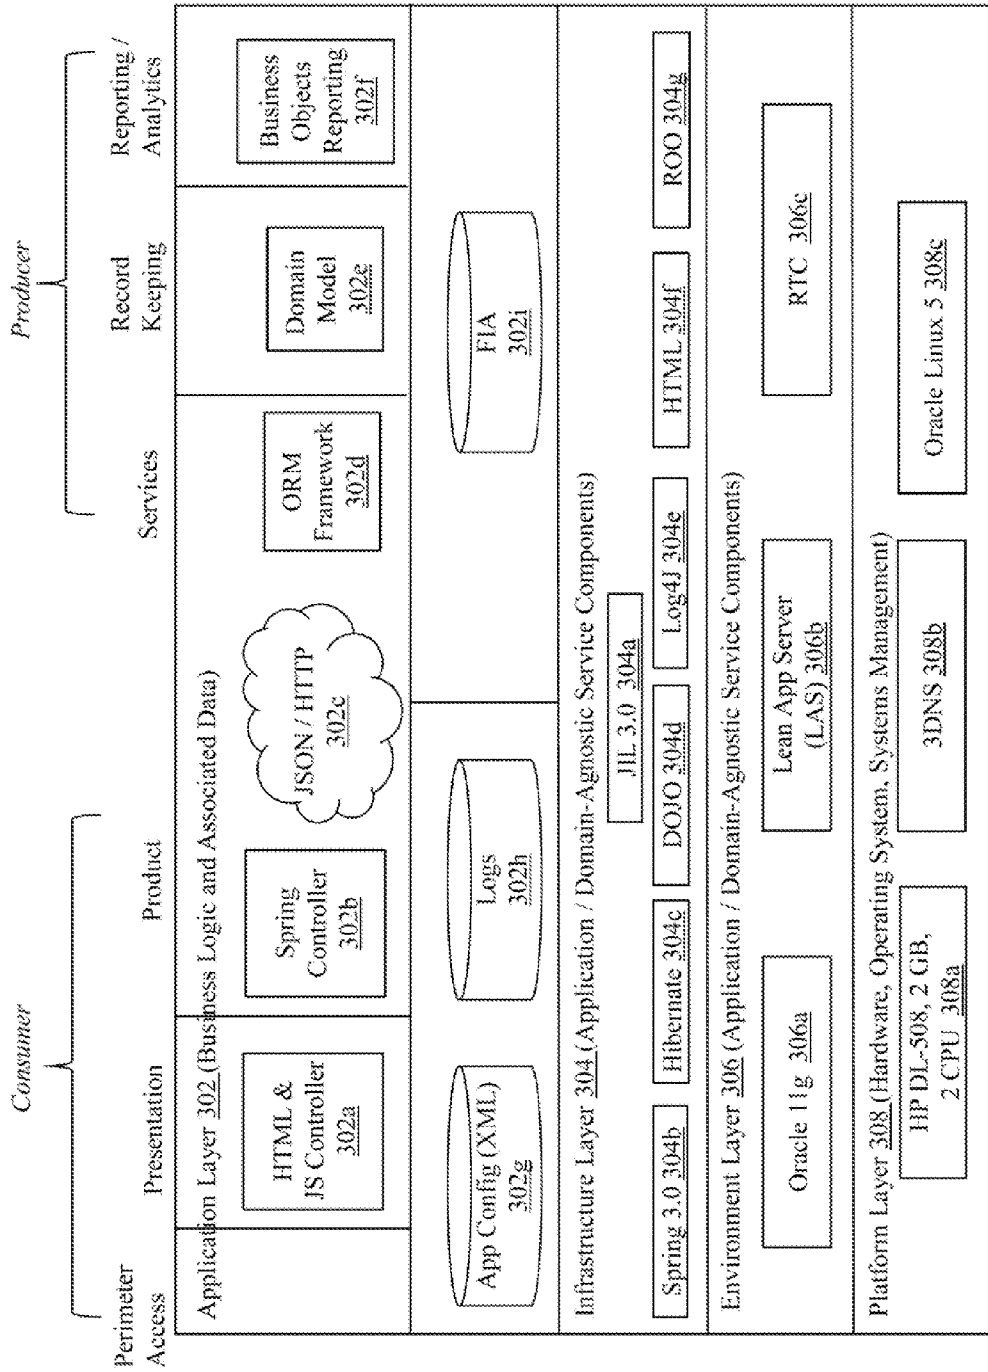 Consumer
Producer
Perimeter
Access
Presentation
Product
Services
Record
Keeping
Reporting /
Analytics
Application Layer 302 (Business Logic and Associated Data)
HTML &
JS Controller
302a
Spring
Controller
302b
JSON / HTTP
302c
ORM
Framework
302d
Domain
Model
302e
Business
Objects
Reporting
302f
App Config (XML)
302g
Logs
302h
FIA
302i
Infrastructure Layer 304 (Application / Domain-Agnostic Service Components)
JIL 3.0 304a
Spring 3.0 304b
Hibernate 304c
DOJO 304d
Log4J 304e
HTML 304f
ROO 304g
Environment Layer 306 (Application / Domain-Agnostic Service Components)
Oracle 11g 306a
Lean App Server
(LAS) 306b
RTC 306c
Platform Layer 308 (Hardware, Operating System, Systems Management)
HP DL-508, 2 GB,
2 CPU 308a
3DNS 308b
Oracle Linux 5 308c